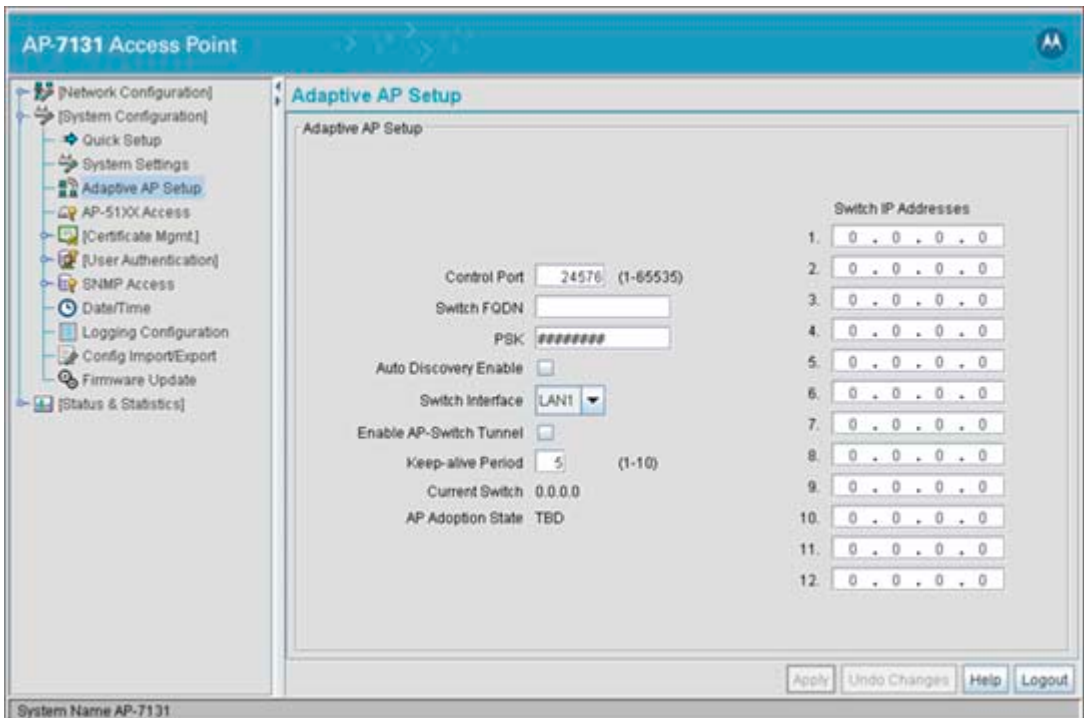 AP-7131 Access Point
[Network Configuration]
[System Configuration]
Quick Setup
System Settings
Adaptive AP Setup
AP-51XX Access
[Certificate Mgmt.]
[User Authentication]
SNMP Access
Date/Time
Logging Configuration
Config Import/Export
Firmware Update
[Status & Statistics]
Adaptive AP Setup
Adaptive AP Setup
Control Port 24576 (1-65535)
Switch FQDN
PSK ########
Auto Discovery Enable
Switch Interface LAN1
Enable AP-Switch Tunnel
Keep-alive Period 5 (1-10)
Current Switch 0.0.0.0
AP Adoption State TBD
Switch IP Addresses
1. 0 . 0 . 0 . 0
2. 0 . 0 . 0 . 0
3. 0 . 0 . 0 . 0
4. 0 . 0 . 0 . 0
5. 0 . 0 . 0 . 0
6. 0 . 0 . 0 . 0
7. 0 . 0 . 0 . 0
8. 0 . 0 . 0 . 0
9. 0 . 0 . 0 . 0
10. 0 . 0 . 0 . 0
11. 0 . 0 . 0 . 0
12. 0 . 0 . 0 . 0
Apply Undo Changes Help Logout
System Name AP-7131